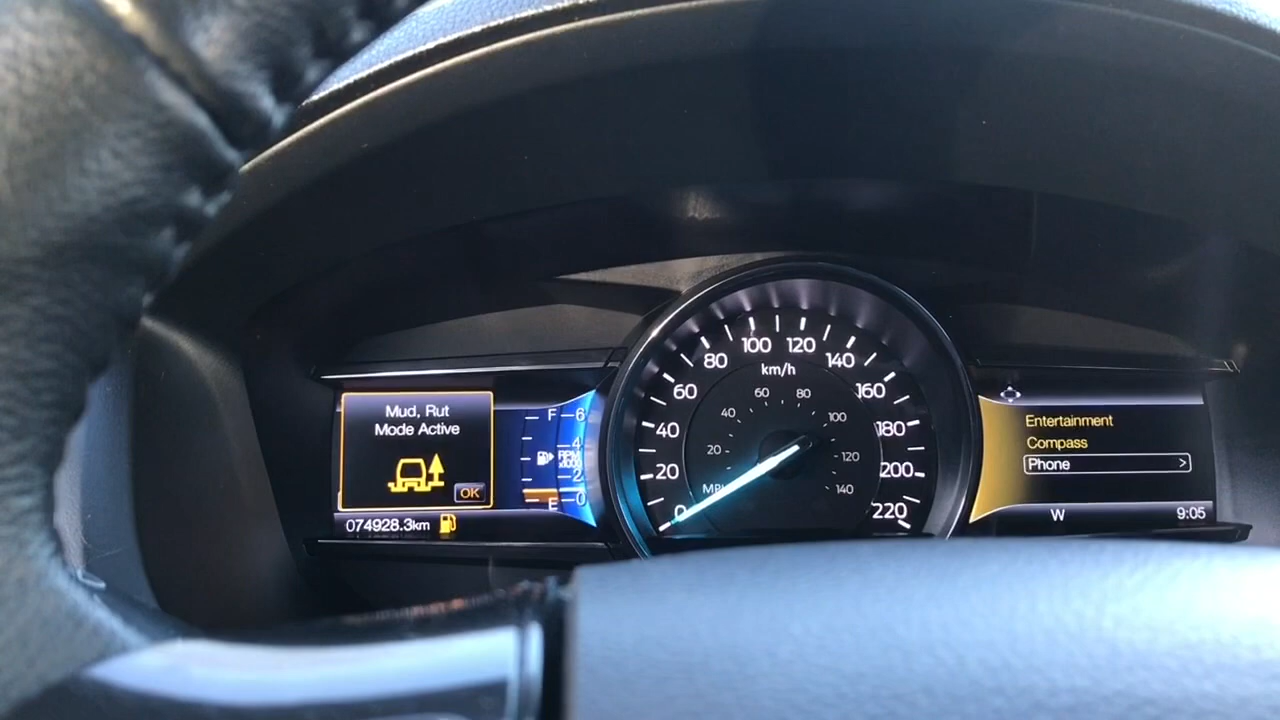 Mud, Rut
Mode Active
OK
074928.3km
F
E
6
4
RPM
x1000
2
0
km/h
0
20
40
60
80
100
120
140
160
180
200
220
MPH
20
40
60
80
100
120
140
Entertainment
Compass
Phone >
W
9:05